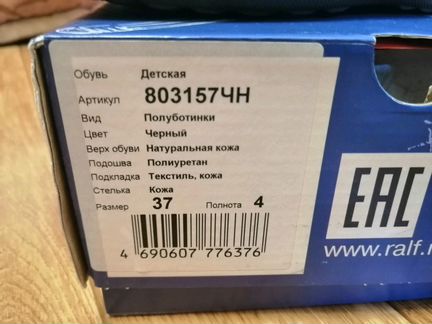 Обувь Детская
Артикул 803157ЧН
Вид Полуботинки
Цвет Черный
Верх обуви Натуральная кожа
Подошва Полиуретан
Подкладка Текстиль, кожа
Стелька Кожа
Размер 37 Полнота 4
4 690607 776376
EAC
www.ralf.r